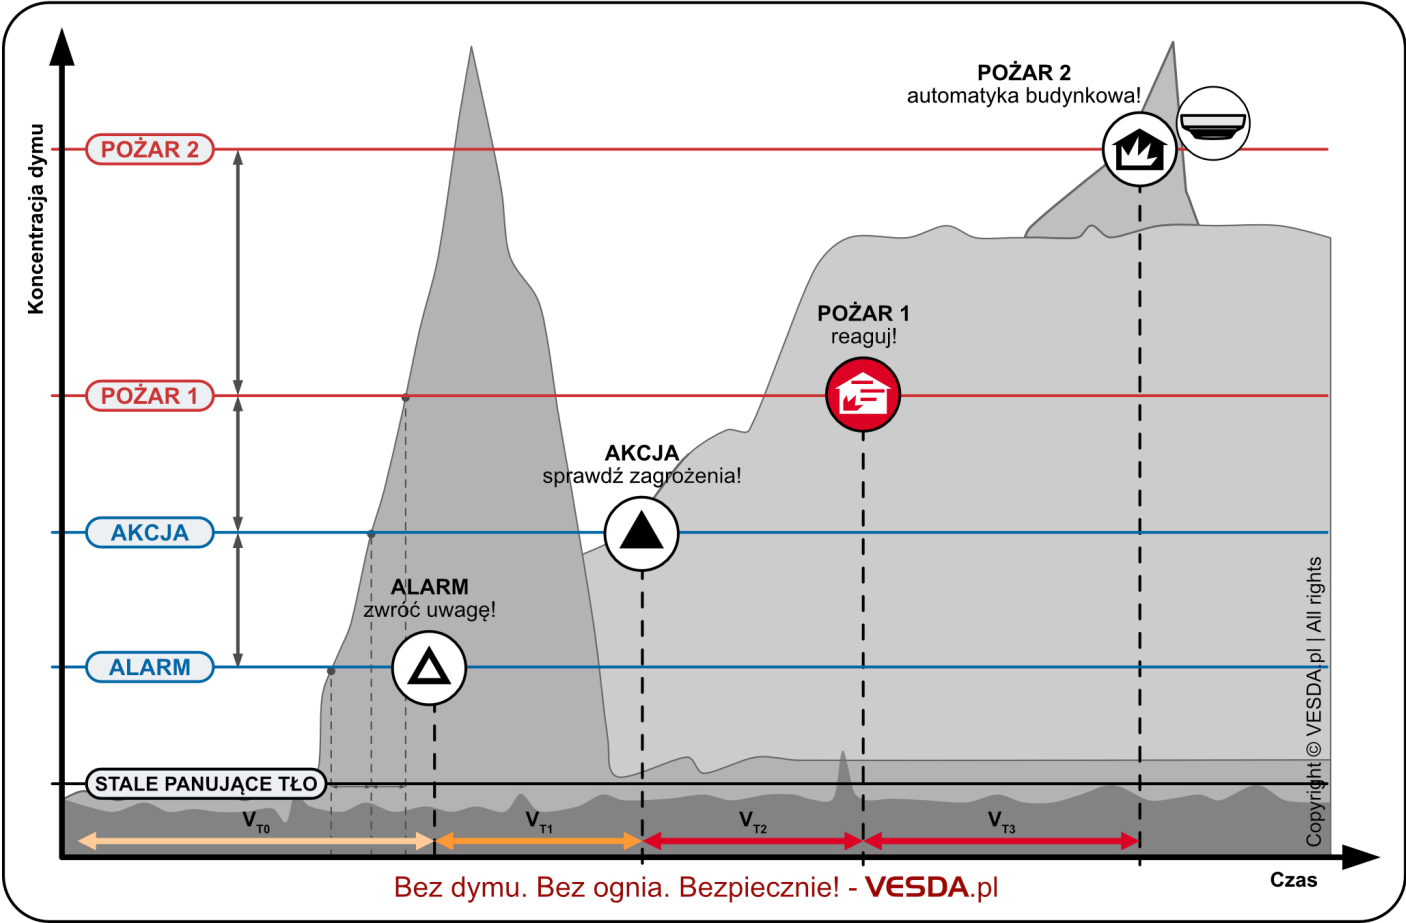 POŻAR 2
automatyka budynkowa!
Koncentracja dymu
POŻAR 2
POŻAR 1
reaguj!
POŻAR 1
AKCJA
sprawdź zagrożenia!
AKCJA
ALARM
zwróć uwagę!
ALARM
STALE PANUJĄCE TŁO
VT0
VT1
VT2
VT3
Copyright © VESDA.pl | All rights
Czas
Bez dymu. Bez ognia. Bezpiecznie! - VESDA.pl